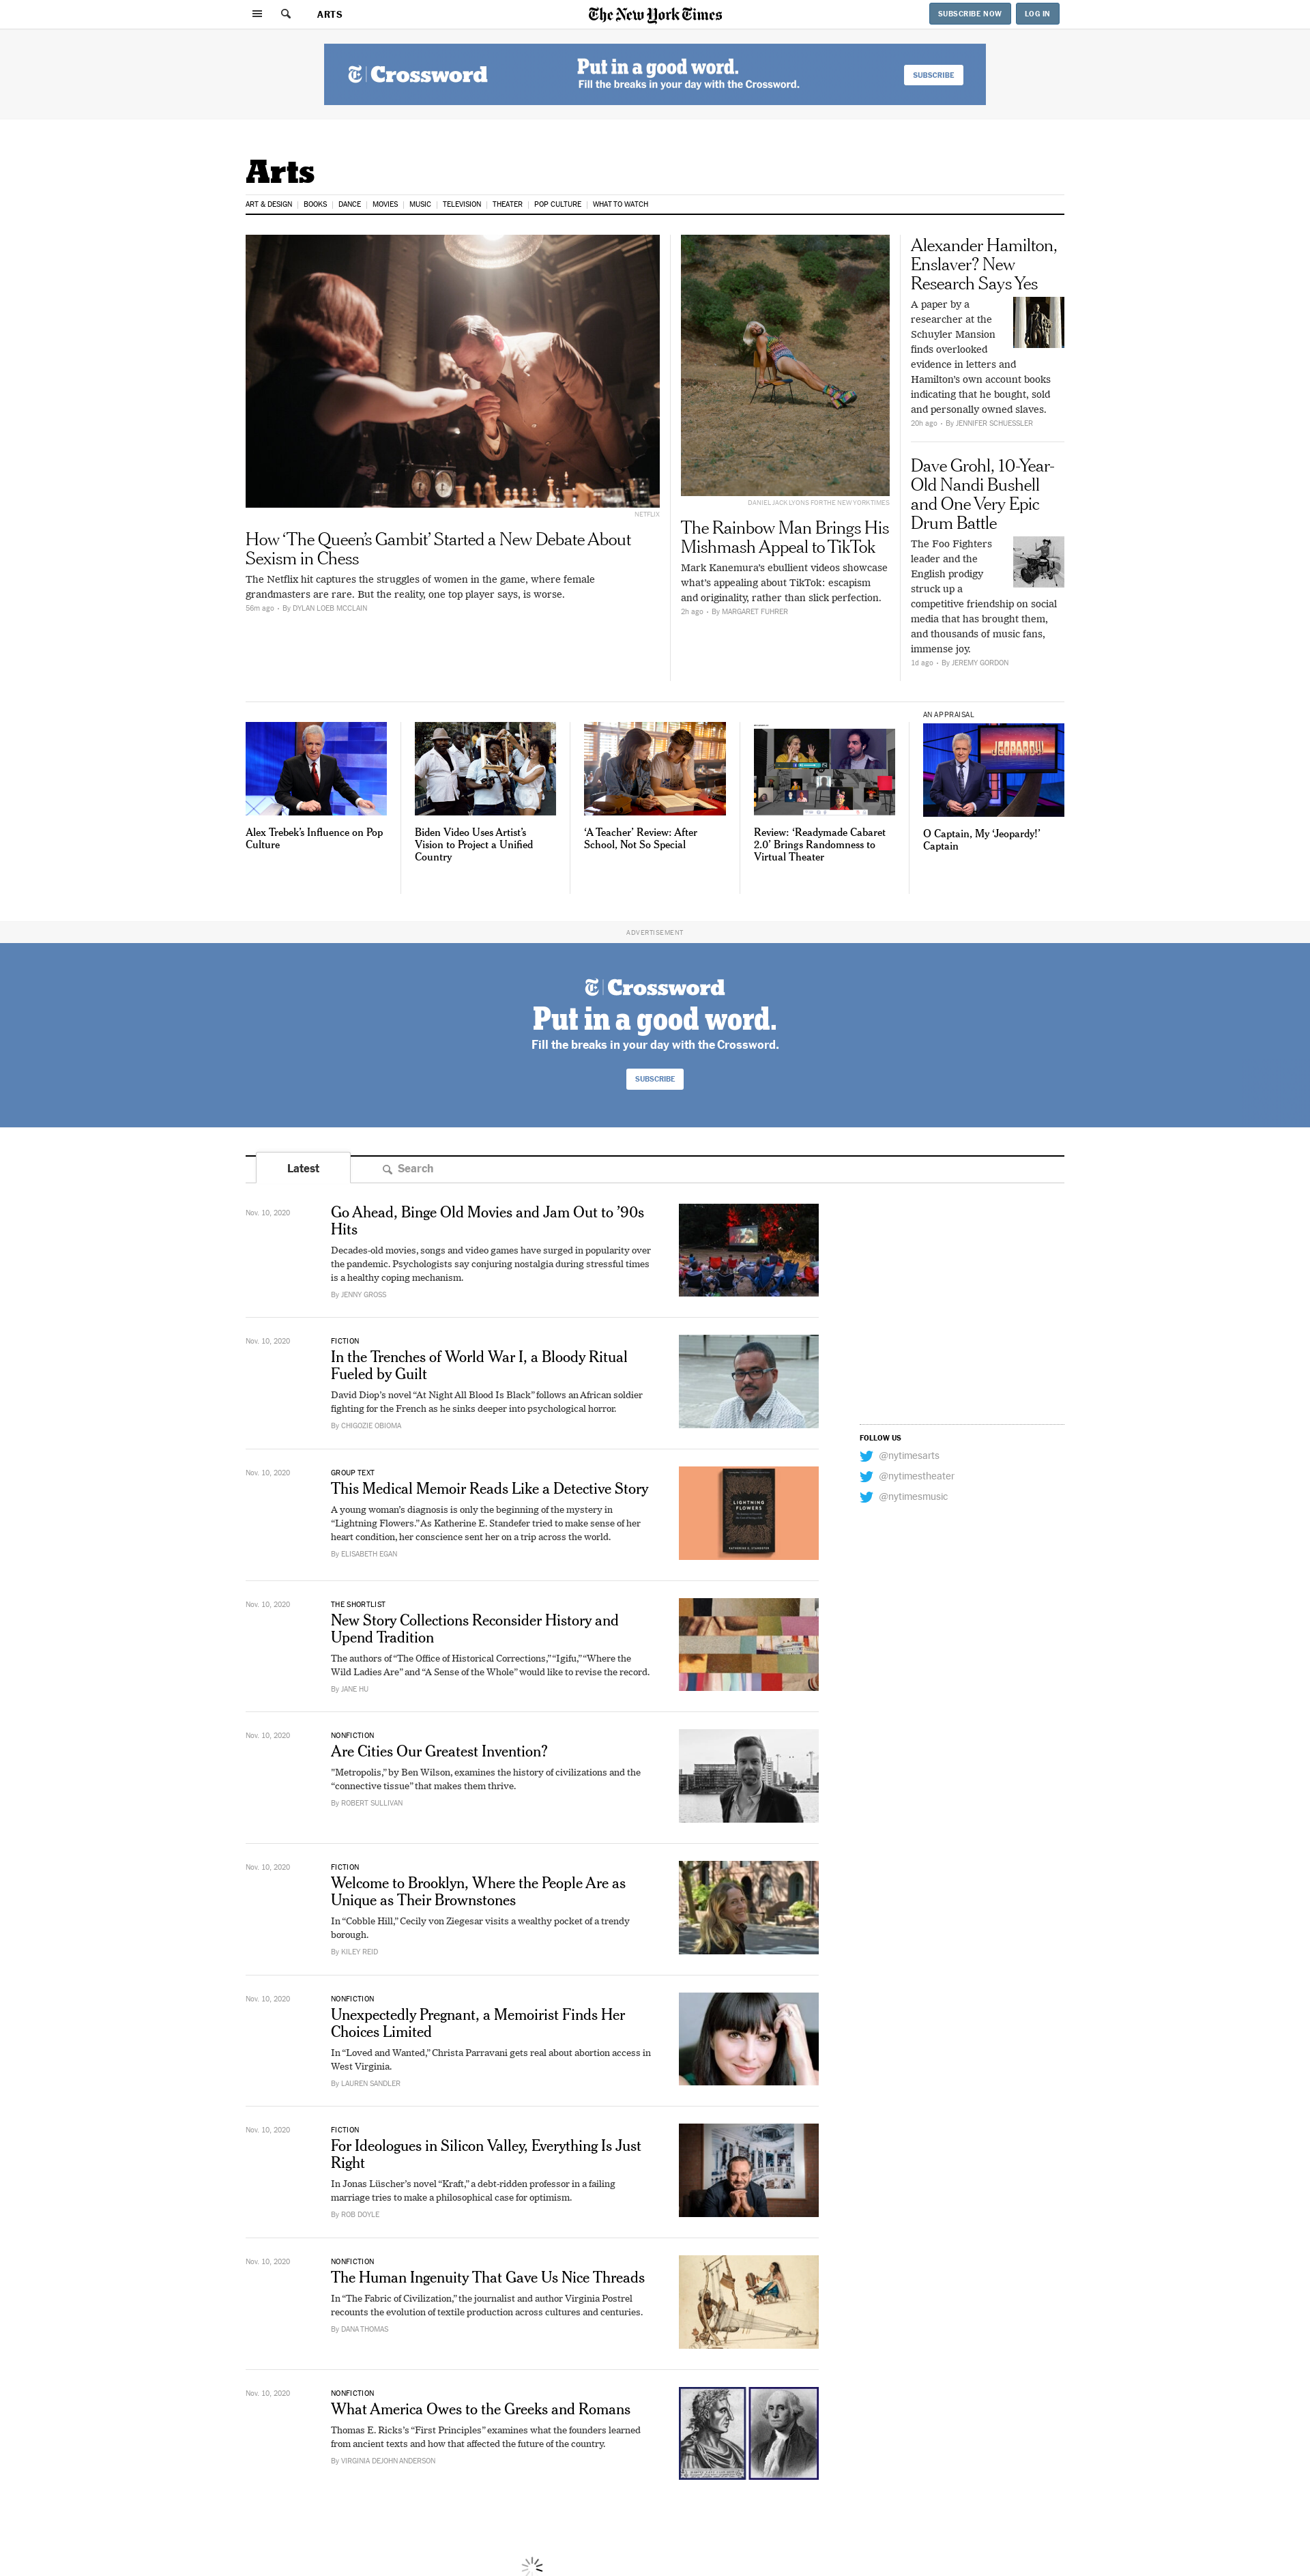 ARTS
The New York Times
SUBSCRIBE NOW
LOG IN
Crossword
Put in a good word.
Fill the breaks in your day with the Crossword.
SUBSCRIBE
Arts
ART & DESIGN | BOOKS | DANCE | MOVIES | MUSIC | TELEVISION | THEATER | POP CULTURE | WHAT TO WATCH
NETFLIX
How ‘The Queen’s Gambit’ Started a New Debate About
Sexism in Chess
The Netflix hit captures the struggles of women in the game, where female
grandmasters are rare. But the reality, one top player says, is worse.
56m ago • By DYLAN LOEB MCCLAIN
DANIEL JACK LYONS FOR THE NEW YORK TIMES
The Rainbow Man Brings His
Mishmash Appeal to TikTok
Mark Kanemura’s ebullient videos showcase
what’s appealing about TikTok: escapism
and originality, rather than slick perfection.
2h ago • By MARGARET FUHRER
Alexander Hamilton,
Enslaver? New
Research Says Yes
A paper by a
researcher at the
Schuyler Mansion
finds overlooked
evidence in letters and
Hamilton’s own account books
indicating that he bought, sold
and personally owned slaves.
20h ago • By JENNIFER SCHUESSLER
Dave Grohl, 10-Year-
Old Nandi Bushell
and One Very Epic
Drum Battle
The Foo Fighters
leader and the
English prodigy
struck up a
competitive friendship on social
media that has brought them,
and thousands of music fans,
immense joy.
1d ago • By JEREMY GORDON
Alex Trebek’s Influence on Pop
Culture
Biden Video Uses Artist’s
Vision to Project a Unified
Country
‘A Teacher’ Review: After
School, Not So Special
Review: ‘Readymade Cabaret
2.0’ Brings Randomness to
Virtual Theater
AN APPRAISAL
JEOPARDY!
O Captain, My ‘Jeopardy!’
Captain
ADVERTISEMENT
Crossword
Put in a good word.
Fill the breaks in your day with the Crossword.
SUBSCRIBE
Latest
Search
Nov. 10, 2020
Go Ahead, Binge Old Movies and Jam Out to ’90s
Hits
Decades-old movies, songs and video games have surged in popularity over
the pandemic. Psychologists say conjuring nostalgia during stressful times
is a healthy coping mechanism.
By JENNY GROSS
Nov. 10, 2020
FICTION
In the Trenches of World War I, a Bloody Ritual
Fueled by Guilt
David Diop’s novel “At Night All Blood Is Black” follows an African soldier
fighting for the French as he sinks deeper into psychological horror.
By CHIGOZIE OBIOMA
FOLLOW US
@nytimesarts
@nytimestheater
@nytimesmusic
Nov. 10, 2020
GROUP TEXT
This Medical Memoir Reads Like a Detective Story
A young woman’s diagnosis is only the beginning of the mystery in
“Lightning Flowers.” As Katherine E. Standefer tried to make sense of her
heart condition, her conscience sent her on a trip across the world.
By ELISABETH EGAN
LIGHTNING
FLOWERS
Nov. 10, 2020
THE SHORTLIST
New Story Collections Reconsider History and
Upend Tradition
The authors of “The Office of Historical Corrections,” “Igifu,” “Where the
Wild Ladies Are” and “A Sense of the Whole” would like to revise the record.
By JANE HU
Nov. 10, 2020
NONFICTION
Are Cities Our Greatest Invention?
"Metropolis,” by Ben Wilson, examines the history of civilizations and the
“connective tissue” that makes them thrive.
By ROBERT SULLIVAN
Nov. 10, 2020
FICTION
Welcome to Brooklyn, Where the People Are as
Unique as Their Brownstones
In “Cobble Hill,” Cecily von Ziegesar visits a wealthy pocket of a trendy
borough.
By KILEY REID
Nov. 10, 2020
NONFICTION
Unexpectedly Pregnant, a Memoirist Finds Her
Choices Limited
In “Loved and Wanted,” Christa Parravani gets real about abortion access in
West Virginia.
By LAUREN SANDLER
Nov. 10, 2020
FICTION
For Ideologues in Silicon Valley, Everything Is Just
Right
In Jonas Lüscher’s novel “Kraft,” a debt-ridden professor in a failing
marriage tries to make a philosophical case for optimism.
By ROB DOYLE
Nov. 10, 2020
NONFICTION
The Human Ingenuity That Gave Us Nice Threads
In “The Fabric of Civilization,” the journalist and author Virginia Postrel
recounts the evolution of textile production across cultures and centuries.
By DANA THOMAS
Nov. 10, 2020
NONFICTION
What America Owes to the Greeks and Romans
Thomas E. Ricks’s “First Principles” examines what the founders learned
from ancient texts and how that affected the future of the country.
By VIRGINIA DEJOHN ANDERSON